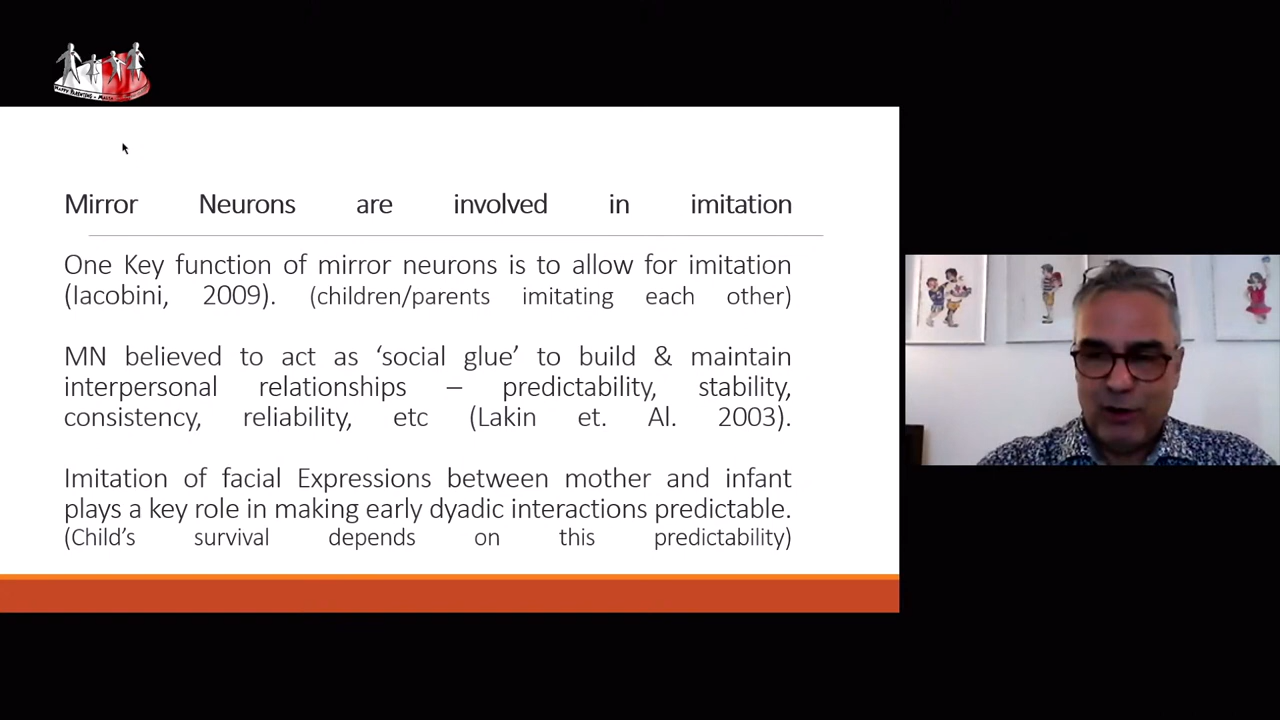 HAPPY PARENTING - MALTA
Mirror Neurons are involved in imitation
One Key function of mirror neurons is to allow for imitation
(Iacobini, 2009). (children/parents imitating each other)
MN believed to act as ‘social glue’ to build & maintain
interpersonal relationships – predictability, stability,
consistency, reliability, etc (Lakin et. Al. 2003).
Imitation of facial Expressions between mother and infant
plays a key role in making early dyadic interactions predictable.
(Child’s survival depends on this predictability)